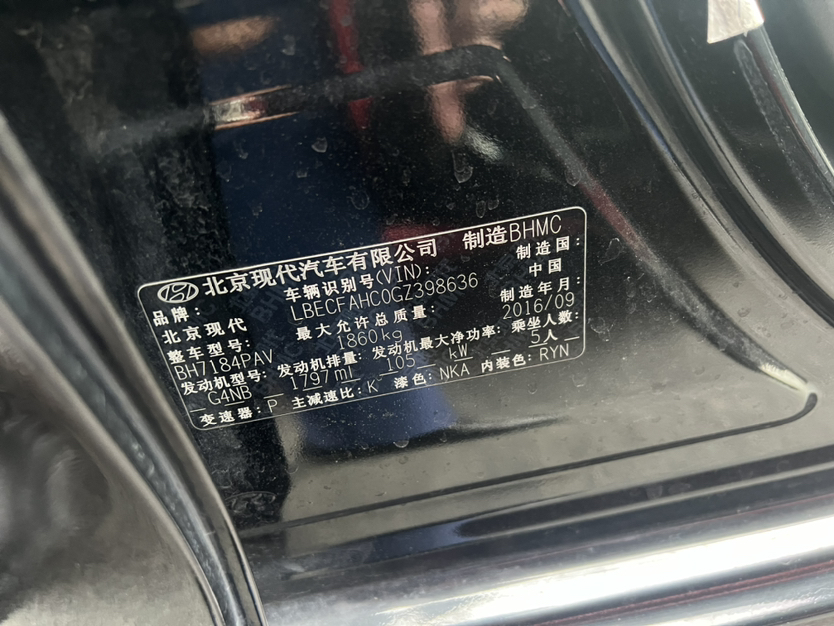 北京现代汽车有限公司 制造BHMC
品牌: 车辆识别号(VIN): 制造国:
北京现代 LBECFAHC0GZ398636 中国
整车型号: 最大允许总质量: 制造年月:
BH7184PAV 1860kg 2016/09
发动机型号: 发动机排量: 发动机最大净功率: 乘坐人数:
G4NB 1797ml 105 kW 5人
变速器: P 主减速比: K 漆色: NKA 内装色: RYN